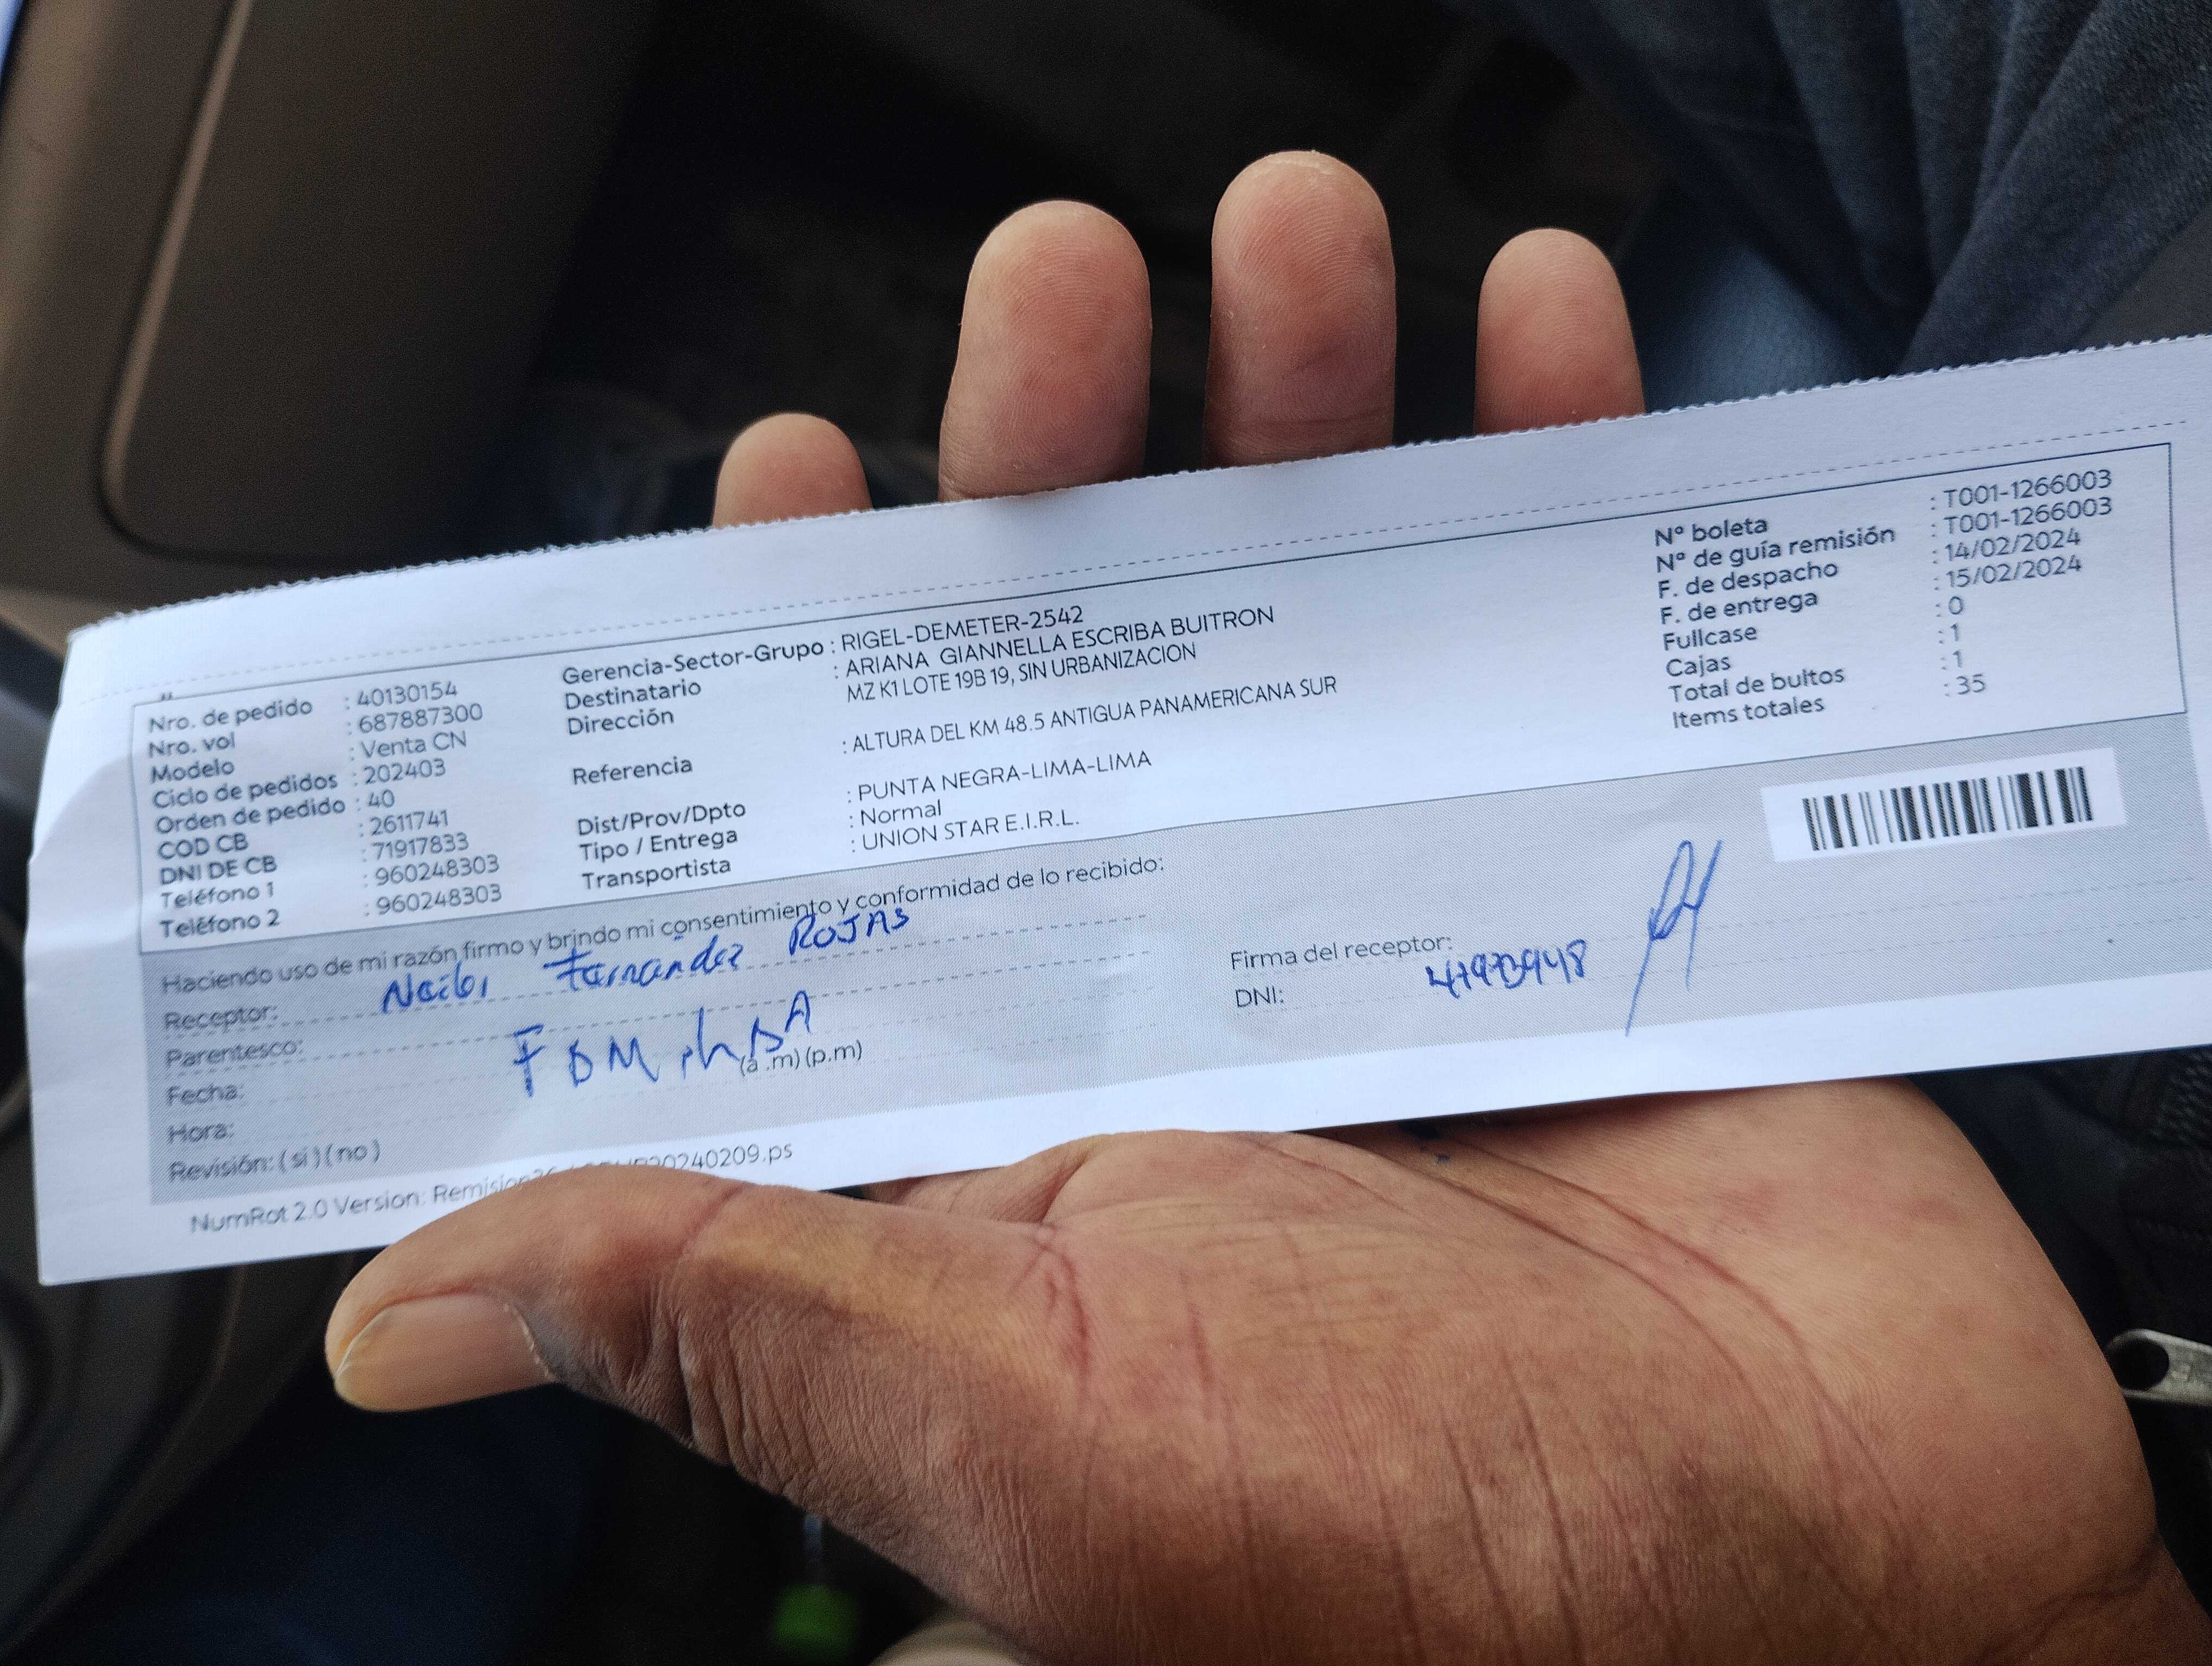 Nro. de pedido : 40130154
Nro. vol : 687887300
Modelo : Venta CN
Ciclo de pedidos : 202403
Orden de pedido : 40
COD CB : 2611741
DNI DE CB : 71917833
Teléfono 1 : 960248303
Teléfono 2 : 960248303
Gerencia-Sector-Grupo : RIGEL-DEMETER-2542
Destinatario : ARIANA GIANNELLA ESCRIBA BUITRON
Dirección MZ K1 LOTE 19B 19, SIN URBANIZACION
Referencia : ALTURA DEL KM 48.5 ANTIGUA PANAMERICANA SUR
Dist/Prov/Dpto : PUNTA NEGRA-LIMA-LIMA
Tipo / Entrega : Normal
Transportista : UNION STAR E.I.R.L.
Nº boleta : T001-1266003
Nº de guía remisión : T001-1266003
F. de despacho : 14/02/2024
F. de entrega : 15/02/2024
Fullcase : 0
Cajas : 1
Total de bultos : 1
Items totales : 35
Haciendo uso de mi razón firmo y brindo mi consentimiento y conformidad de lo recibido:
Receptor: Fernandez ROJAS
Parentesco:
Fecha:
Hora: (a .m) (p.m)
Revisión: ( si ) ( no )
Firma del receptor:
DNI:
NumRot 2.0 Version: 20240209.ps